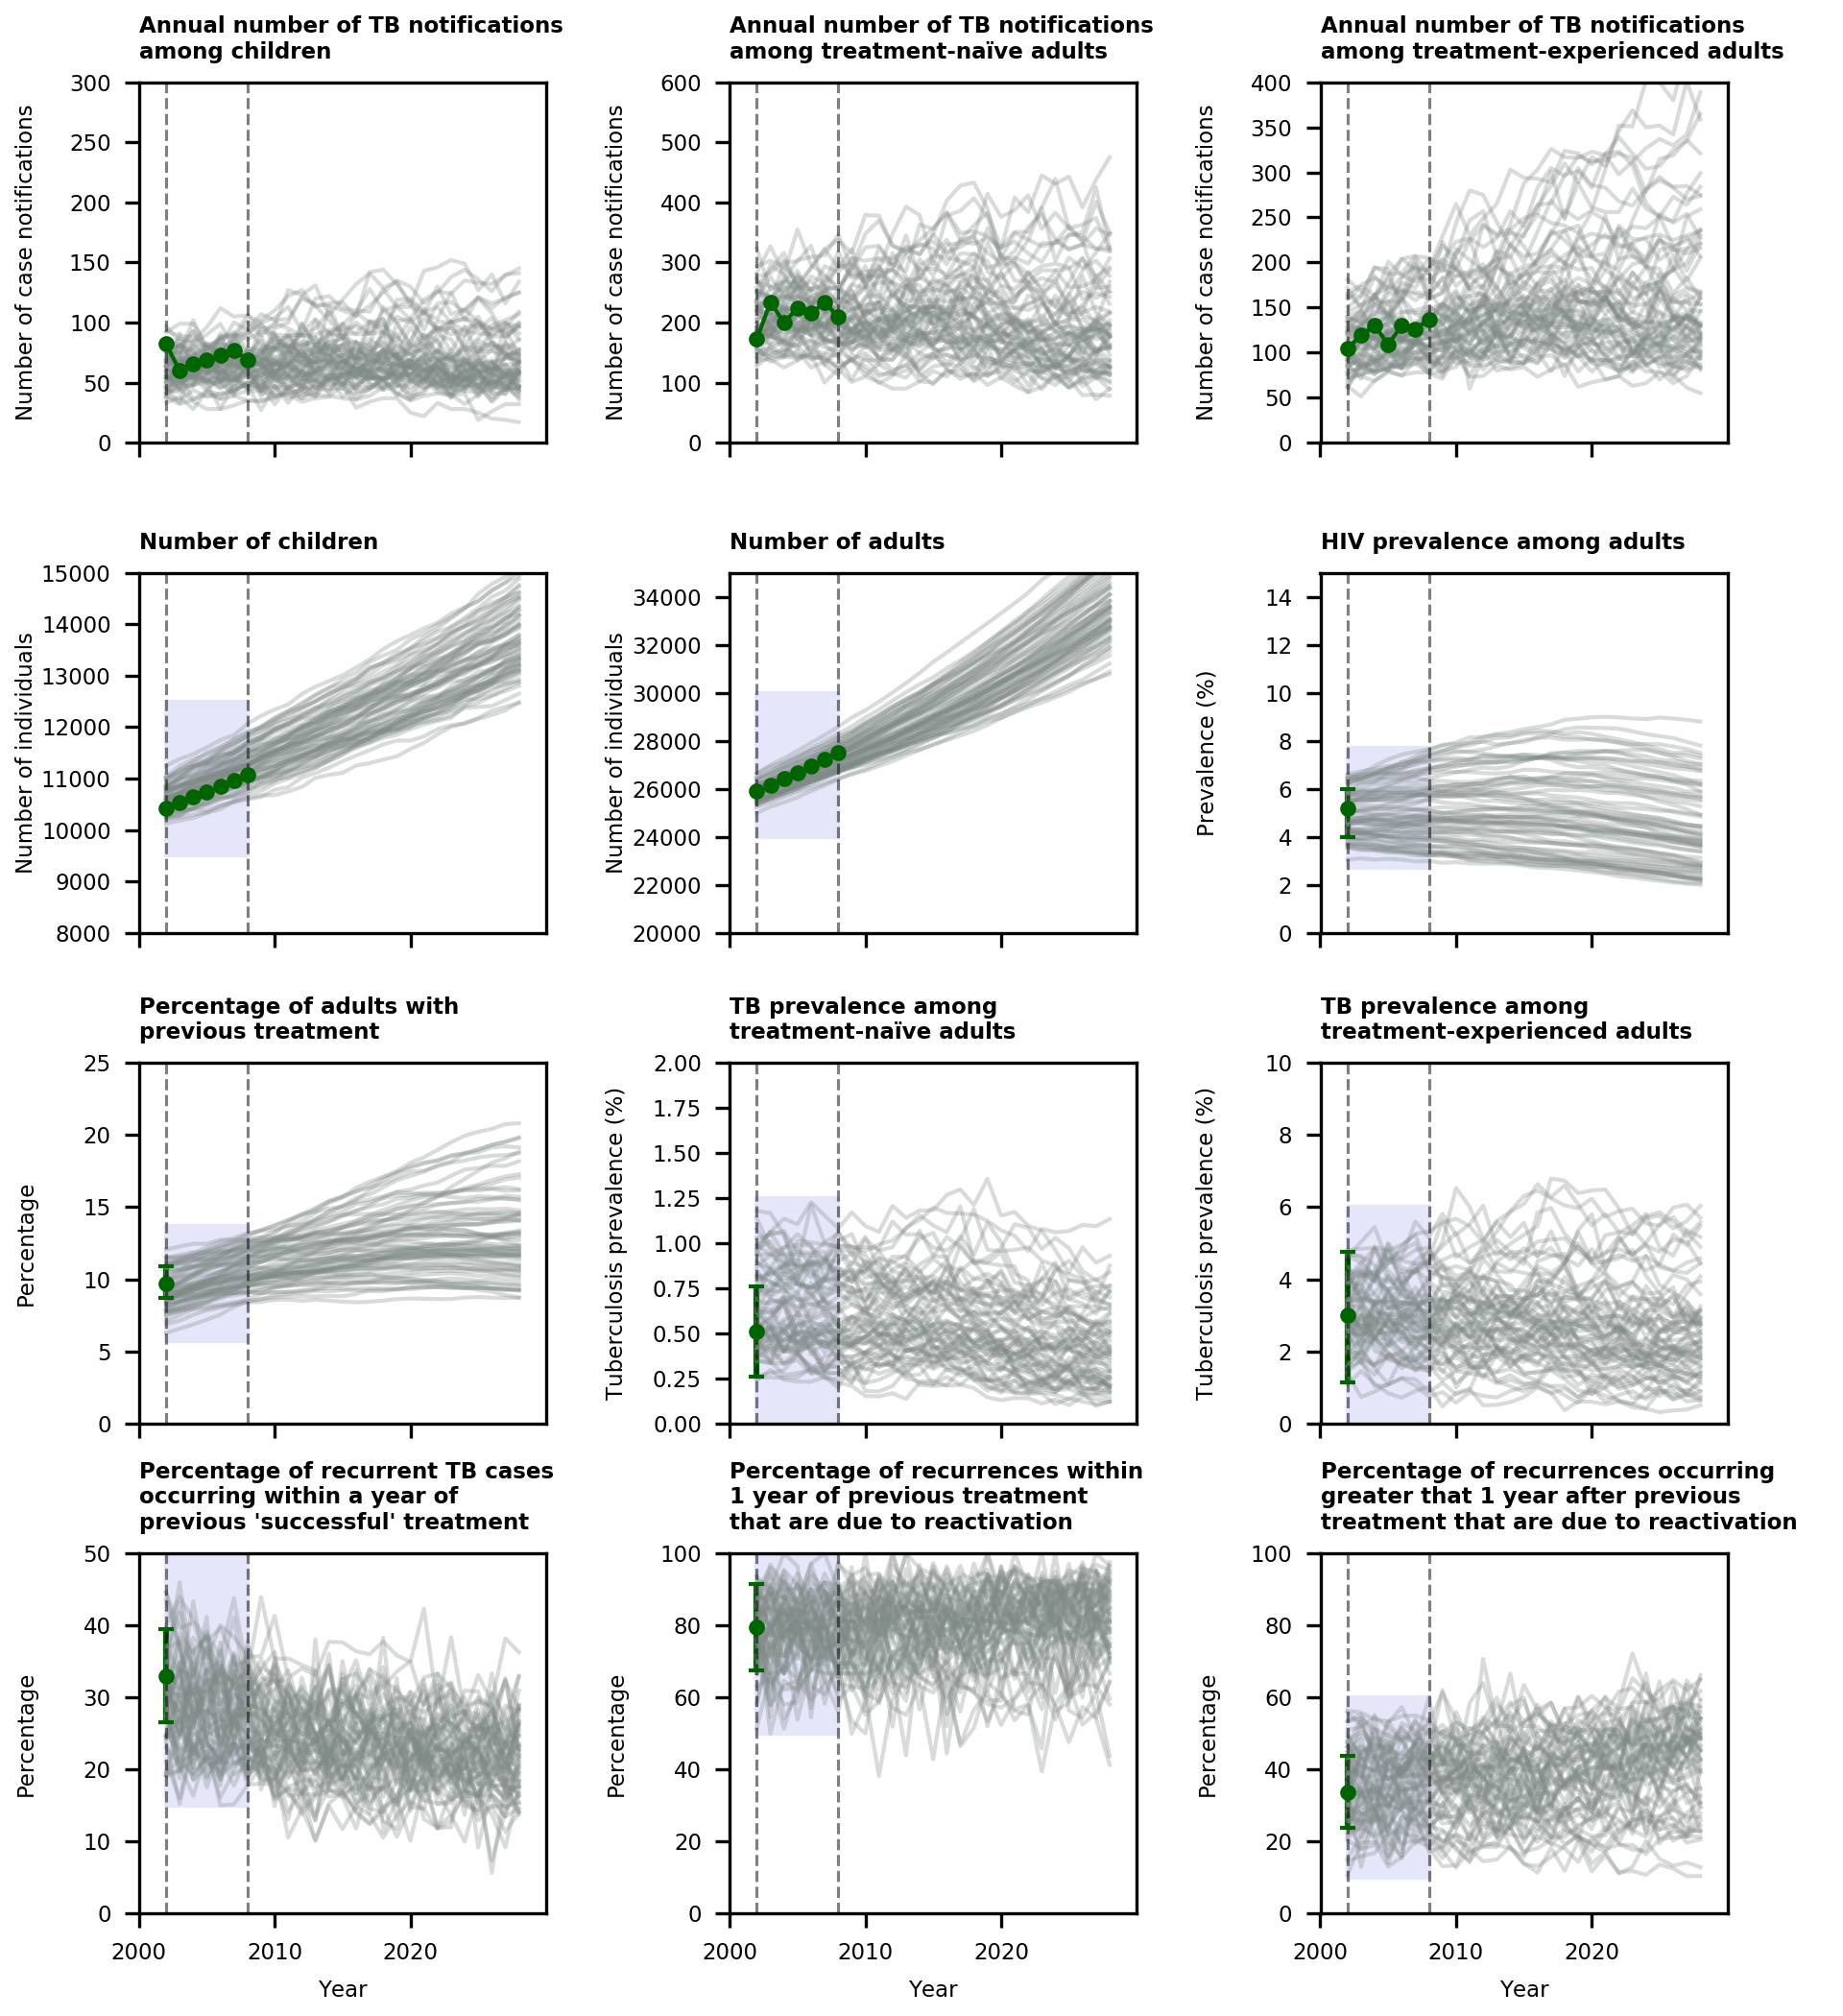 Annual number of TB notifications
among children
Annual number of TB notifications
among treatment-naïve adults
Annual number of TB notifications
among treatment-experienced adults
Number of case notifications
300
250
200
150
100
50
0
Number of case notifications
600
500
400
300
200
100
0
Number of case notifications
400
350
300
250
200
150
100
50
0
Number of children
Number of adults
HIV prevalence among adults
Number of individuals
15000
14000
13000
12000
11000
10000
9000
8000
Number of individuals
34000
32000
30000
28000
26000
24000
22000
20000
Prevalence (%)
14
12
10
8
6
4
2
0
Percentage of adults with
previous treatment
TB prevalence among
treatment-naïve adults
TB prevalence among
treatment-experienced adults
Percentage
25
20
15
10
5
0
Tuberculosis prevalence (%)
2.00
1.75
1.50
1.25
1.00
0.75
0.50
0.25
0.00
Tuberculosis prevalence (%)
10
8
6
4
2
0
Percentage of recurrent TB cases
occurring within a year of
previous 'successful' treatment
Percentage of recurrences within
1 year of previous treatment
that are due to reactivation
Percentage of recurrences occurring
greater that 1 year after previous
treatment that are due to reactivation
Percentage
50
40
30
20
10
0
2000 2010 2020
Year
Percentage
100
80
60
40
20
0
2000 2010 2020
Year
Percentage
100
80
60
40
20
0
2000 2010 2020
Year